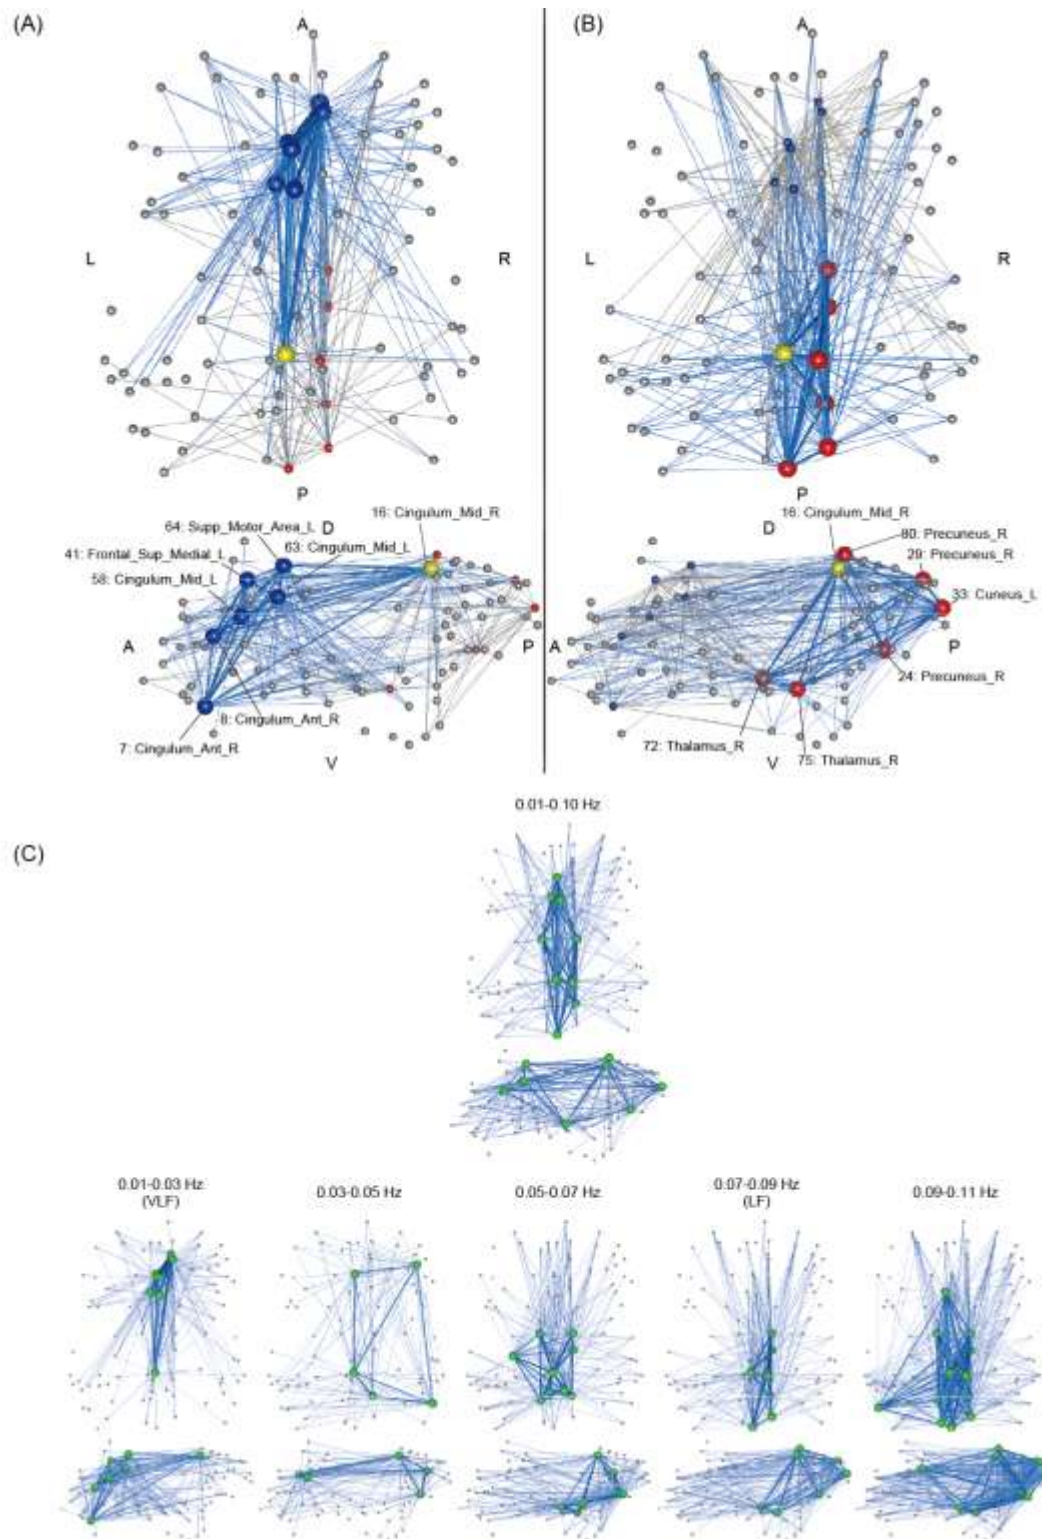 (A)
A
(B)
A
L
R
L
R
P
P
64: Supp_Motor_Area_L
D
16: Cingulum_Mid_R
41: Frontal_Sup_Medial_L
63: Cingulum_Mid_L
58: Cingulum_Mid_L
A
P
8: Cingulum_Ant_R
7: Cingulum_Ant_R
V
D
16: Cingulum_Mid_R
80: Precuneus_R
29: Precuneus_R
33: Cuneus_L
A
P
24: Precuneus_R
72: Thalamus_R
75: Thalamus_R
V
(C)
0.01-0.10 Hz
0.01-0.03 Hz
(VLF)
0.03-0.05 Hz
0.05-0.07 Hz
0.07-0.09 Hz
(LF)
0.09-0.11 Hz